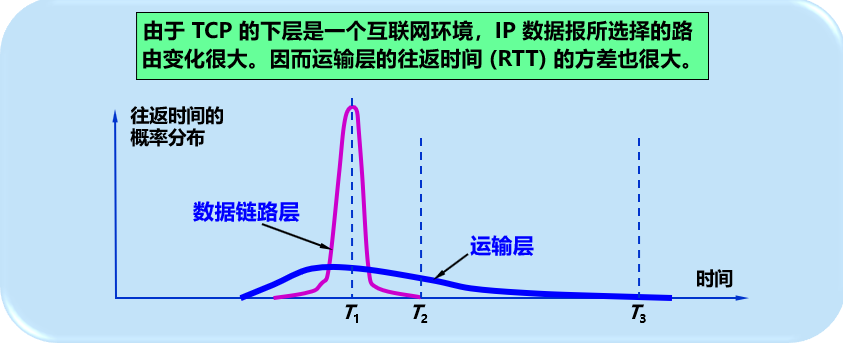 由于 TCP 的下层是一个互联网环境，IP 数据报所选择的路
由变化很大。因而运输层的往返时间 (RTT) 的方差也很大。
往返时间的
概率分布
数据链路层
运输层
时间
T1
T2
T3